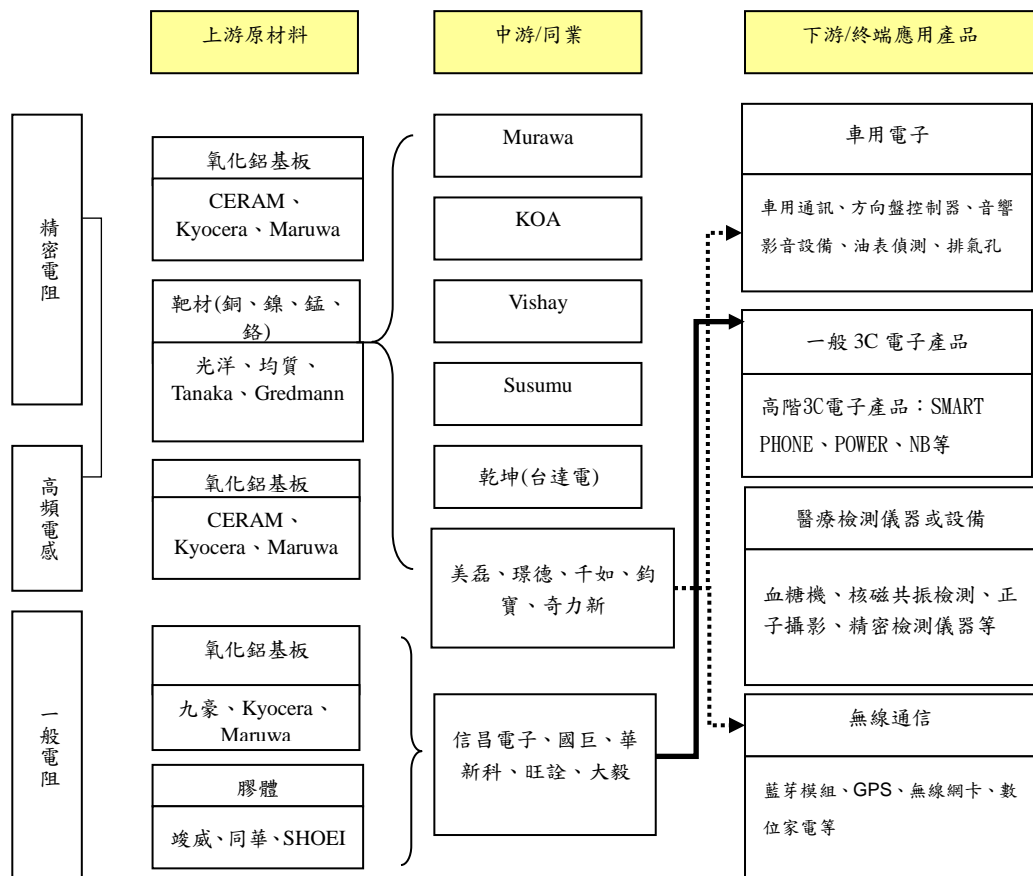 上游原材料
中游/同業
下游/終端應用產品
精密電阻
高頻電感
一般電阻
氧化鋁基板
CERAM、
Kyocera、Maruwa
靶材(銅、鎳、錳、
鉻)
光洋、均質、
Tanaka、Gredmann
氧化鋁基板
CERAM、
Kyocera、Maruwa
氧化鋁基板
九豪、Kyocera、
Maruwa
膠體
竣威、同華、SHOEI
Murawa
KOA
Vishay
Susumu
乾坤(台達電)
美磊、璟德、千如、鈞
寶、奇力新
信昌電子、國巨、華
新科、旺詮、大毅
車用電子
車用通訊、方向盤控制器、音響
影音設備、油表偵測、排氣孔
一般 3C 電子產品
高階3C電子產品：SMART
PHONE、POWER、NB等
醫療檢測儀器或設備
血糖機、核磁共振檢測、正
子攝影、精密檢測儀器等
無線通信
藍芽模組、GPS、無線網卡、數
位家電等